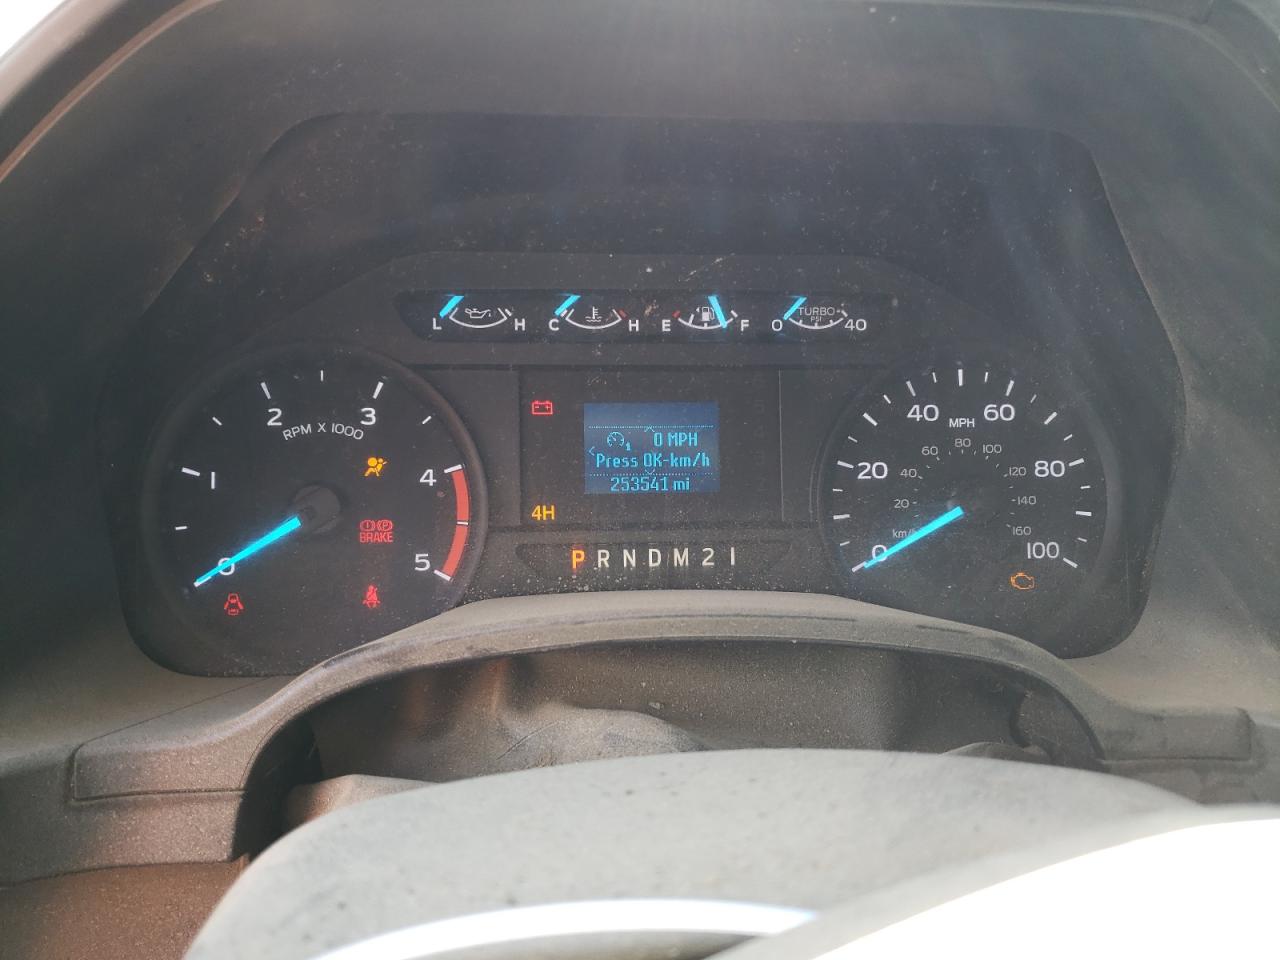 L H C H E F 0 TURBO 40
PSI
2 3
RPM X 1000
1 4
0 5
BRAKE
0 MPH
Press OK-km/h
253541 mi
4H
P R N D M 2 1
40 60
MPH
20 80
0 100
60 80 100
40 120
20 140
km/h 160